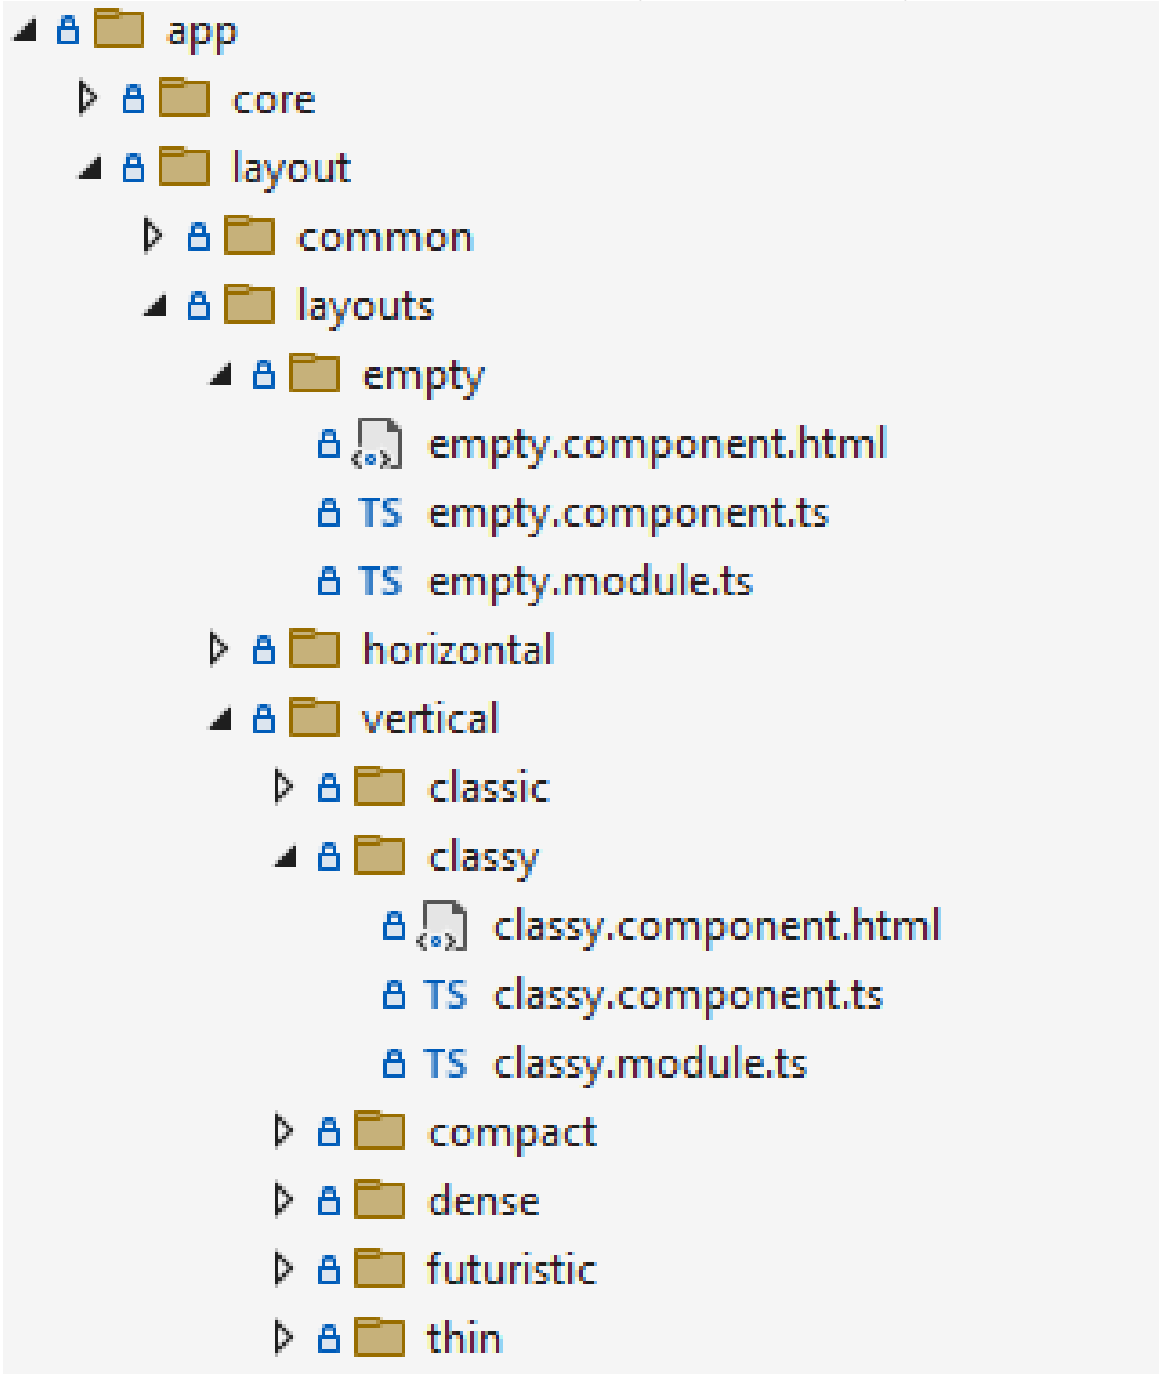 app
core
layout
common
layouts
empty
empty.component.html
TS empty.component.ts
TS empty.module.ts
horizontal
vertical
classic
classy
classy.component.html
TS classy.component.ts
TS classy.module.ts
compact
dense
futuristic
thin